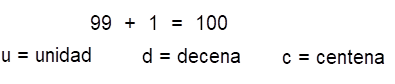 99 + 1 = 100
u = unidad d = decena c = centena